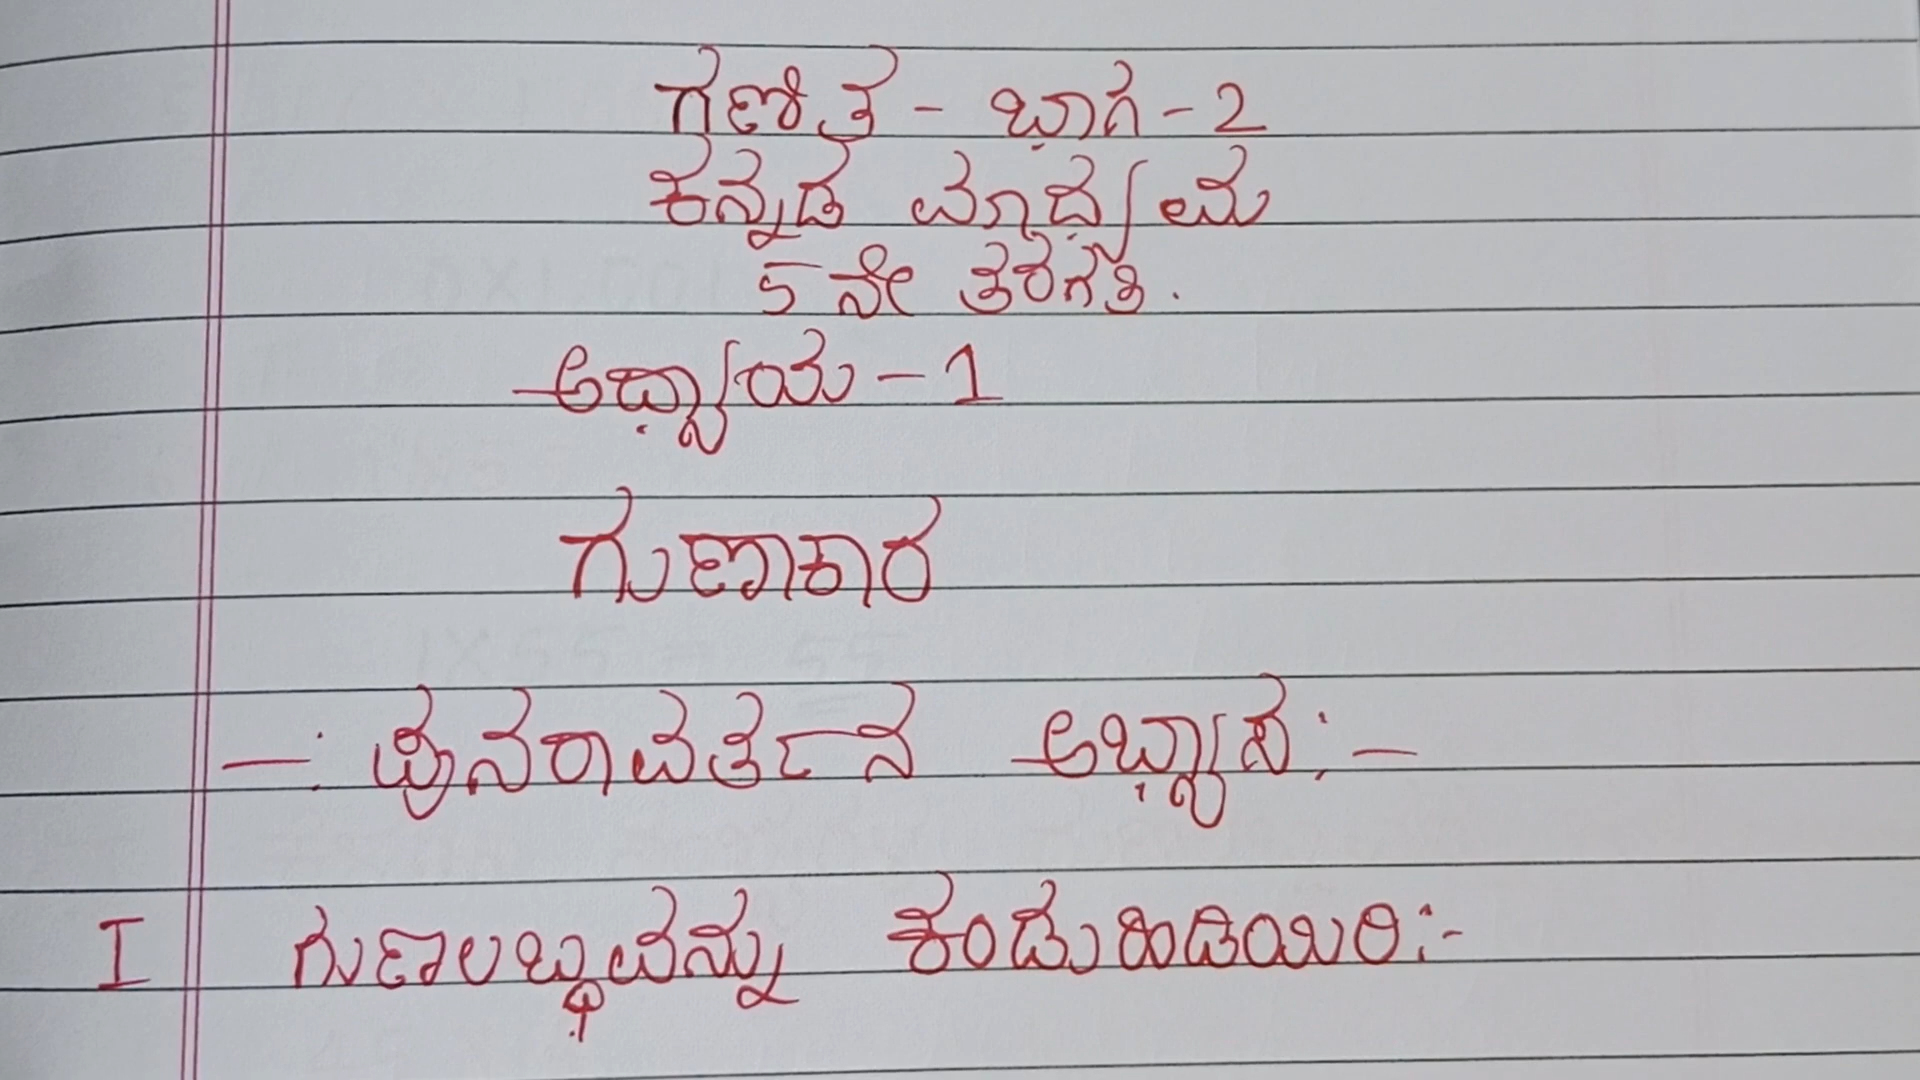 ಗಣಿತ - ಭಾಗ - 2
ಕನ್ನಡ ಮಾಧ್ಯಮ
5 ನೇ ತರಗತಿ.
ಅಧ್ಯಾಯ - 1
ಗುಣಾಕಾರ
-: ಪುನರಾವರ್ತನೆ ಅಭ್ಯಾಸ :-
I ಗುಣಲಬ್ಧವನ್ನು ಕಂಡುಹಿಡಿಯಿರಿ :-